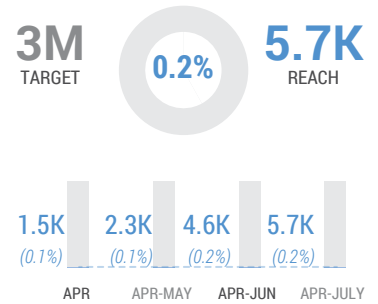 3M
TARGET
0.2%
5.7K
REACH
1.5K 2.3K 4.6K 5.7K
(0.1%) (0.1%) (0.2%) (0.2%)
APR APR-MAY APR-JUN APR-JULY